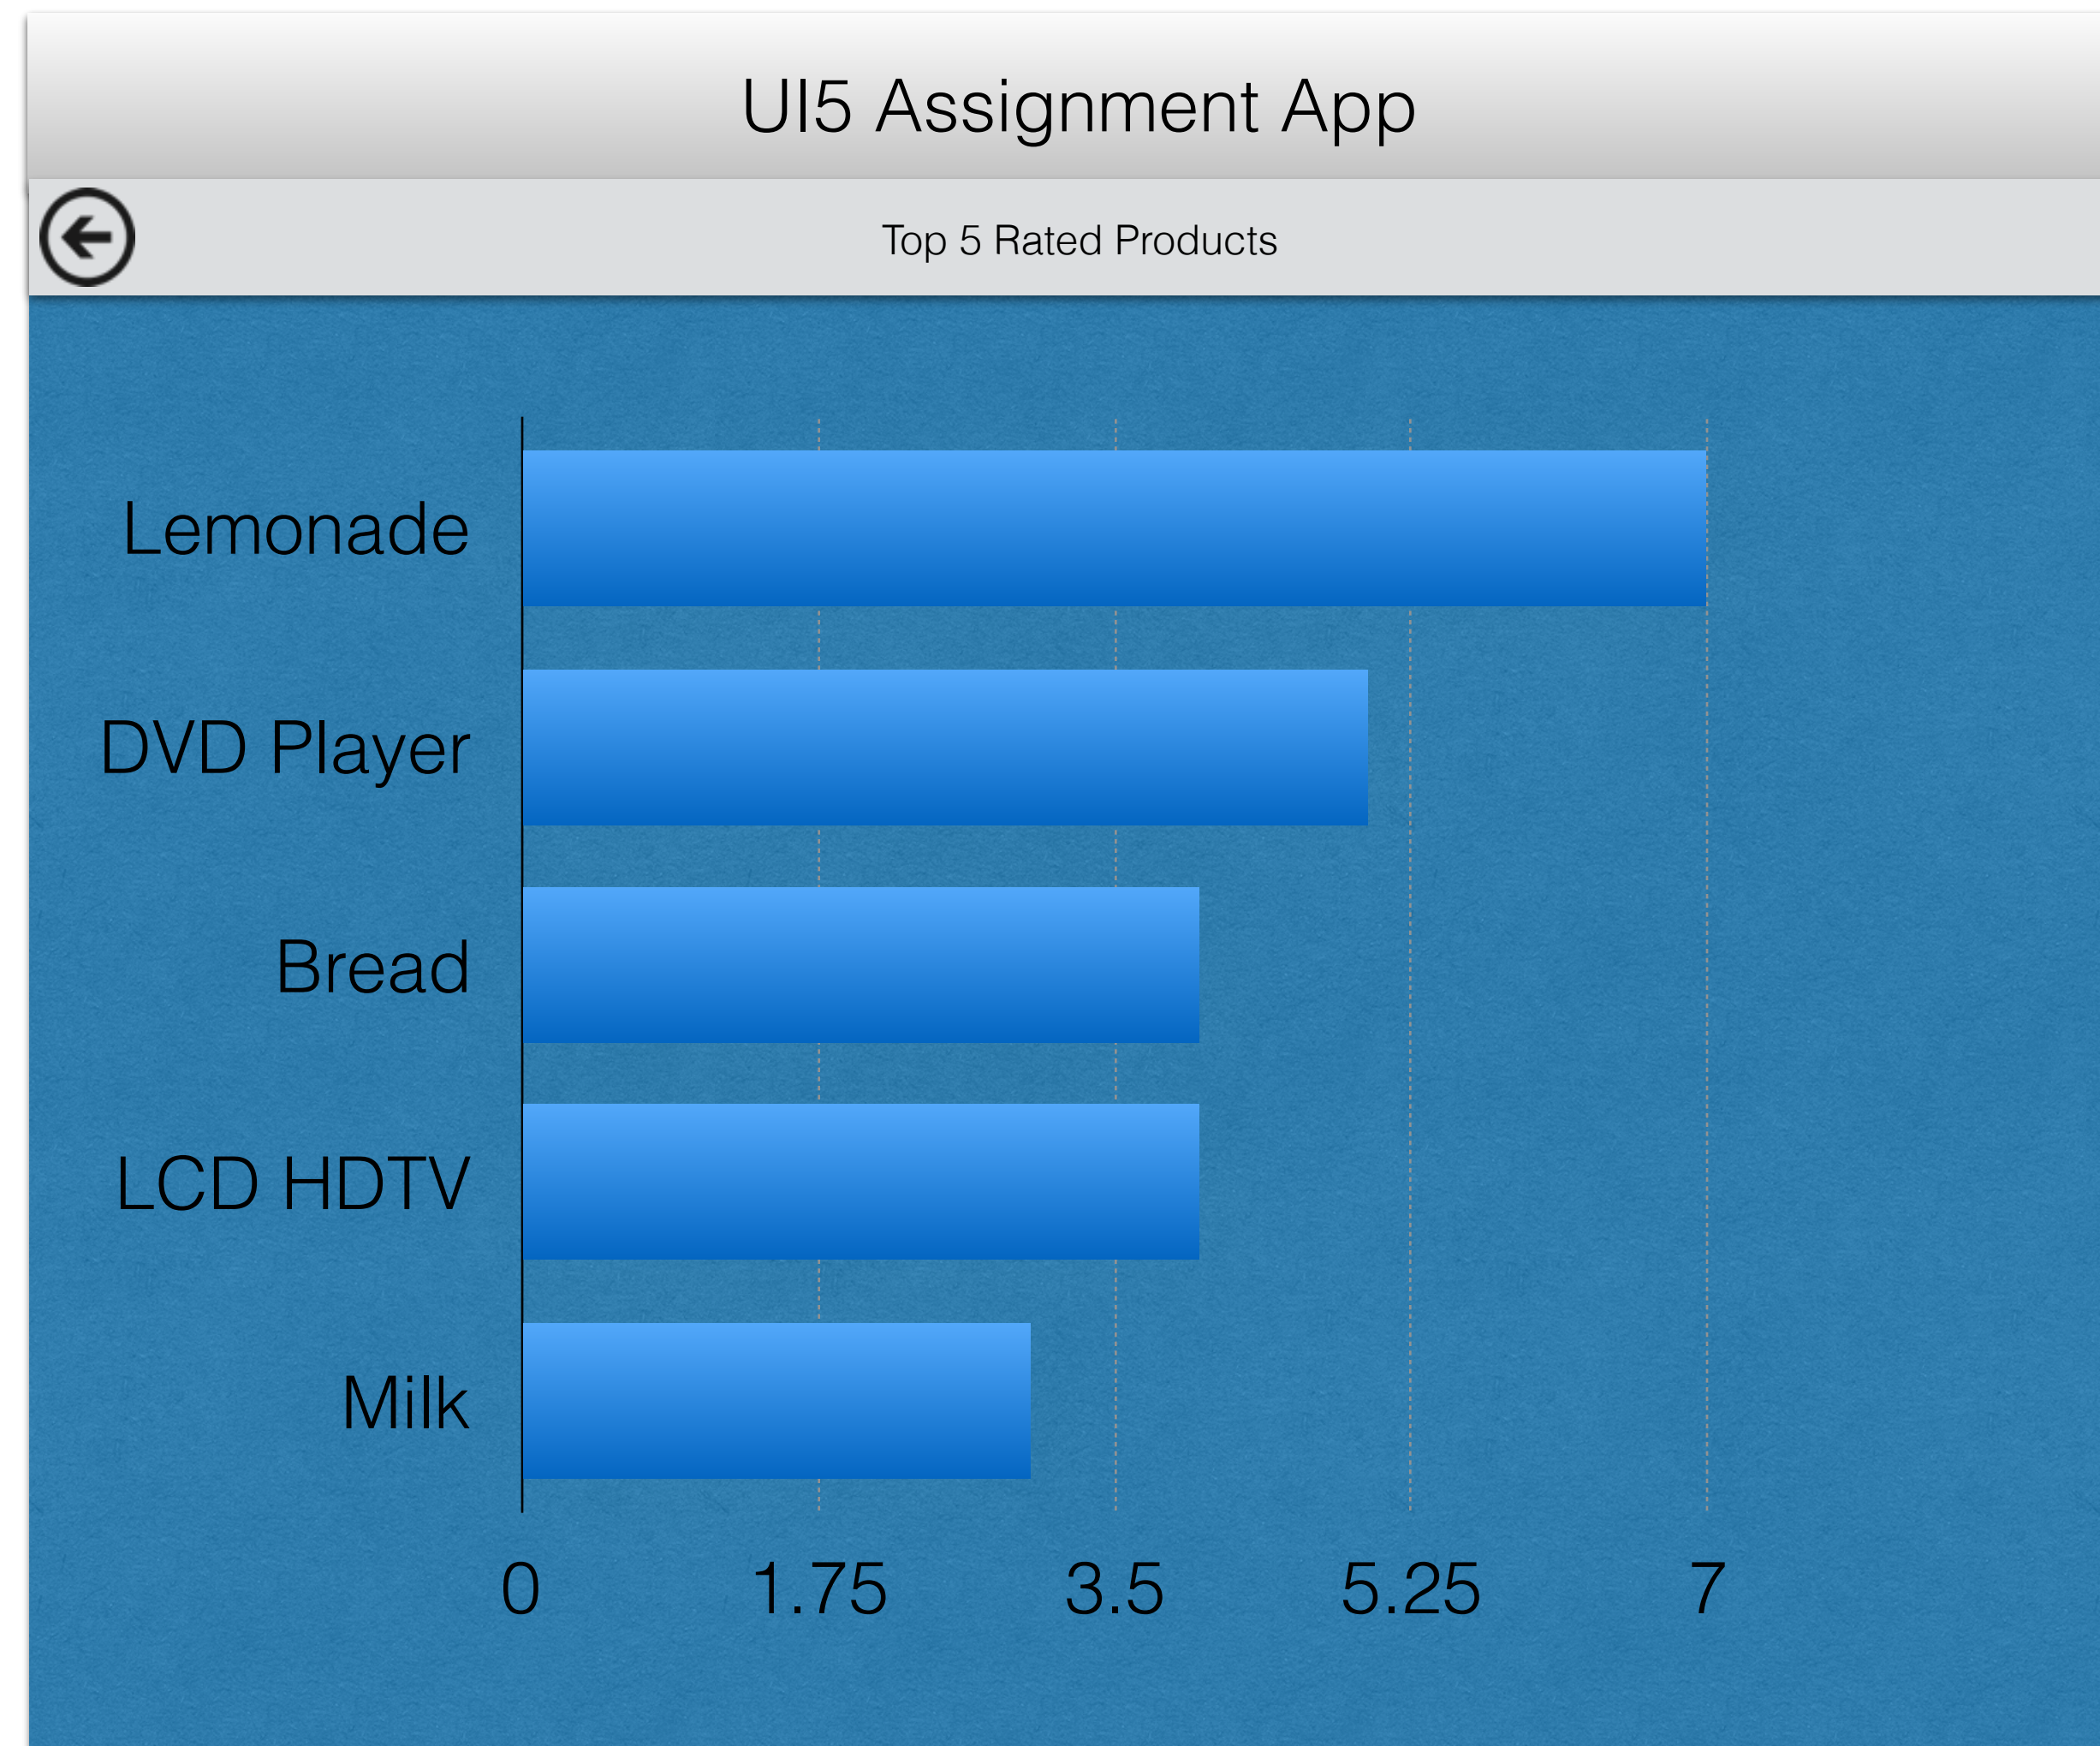 UI5 Assignment App
Top 5 Rated Products
Lemonade
DVD Player
Bread
LCD HDTV
Milk
0 1.75 3.5 5.25 7